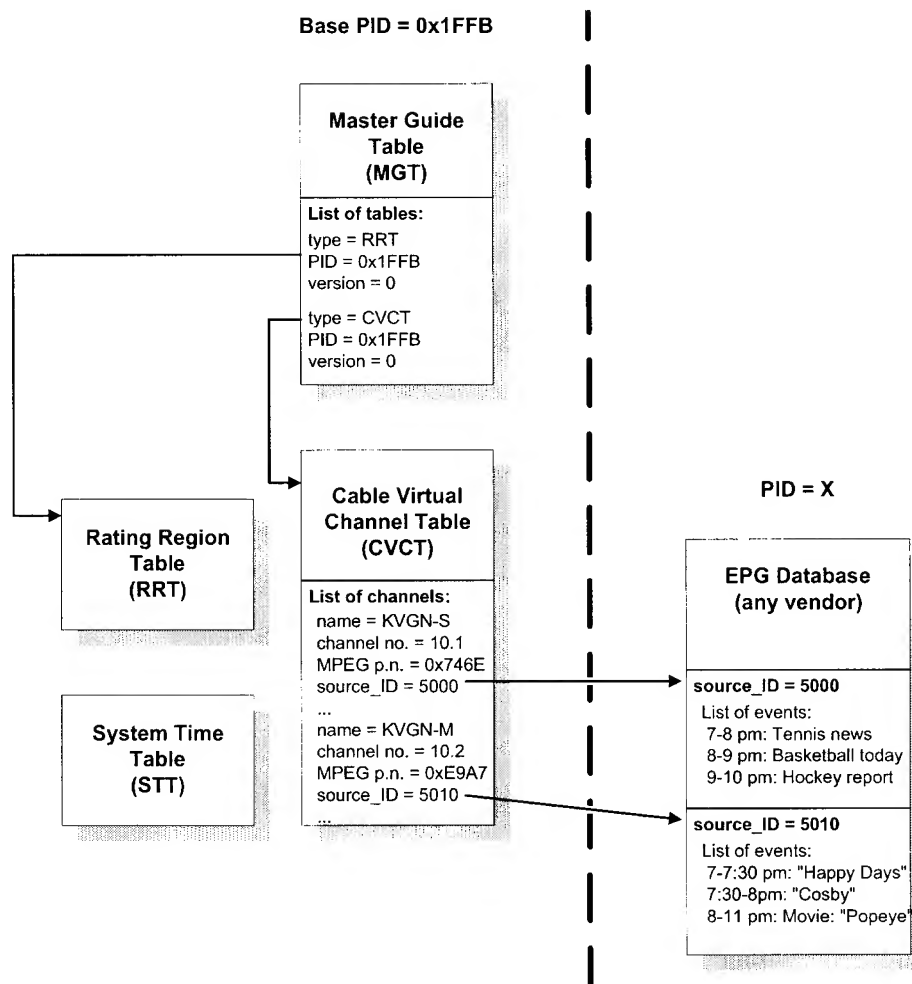 Base PID = 0x1FFB
Master Guide
Table
(MGT)
List of tables:
type = RRT
PID = 0x1FFB
version = 0
type = CVCT
PID = 0x1FFB
version = 0
Rating Region
Table
(RRT)
System Time
Table
(STT)
Cable Virtual
Channel Table
(CVCT)
List of channels:
name = KVGN-S
channel no. = 10.1
MPEG p.n. = 0x746E
source_ID = 5000
...
name = KVGN-M
channel no. = 10.2
MPEG p.n. = 0xE9A7
source_ID = 5010
...
PID = X
EPG Database
(any vendor)
source_ID = 5000
List of events:
7-8 pm: Tennis news
8-9 pm: Basketball today
9-10 pm: Hockey report
source_ID = 5010
List of events:
7-7:30 pm: "Happy Days"
7:30-8pm: "Cosby"
8-11 pm: Movie: "Popeye"